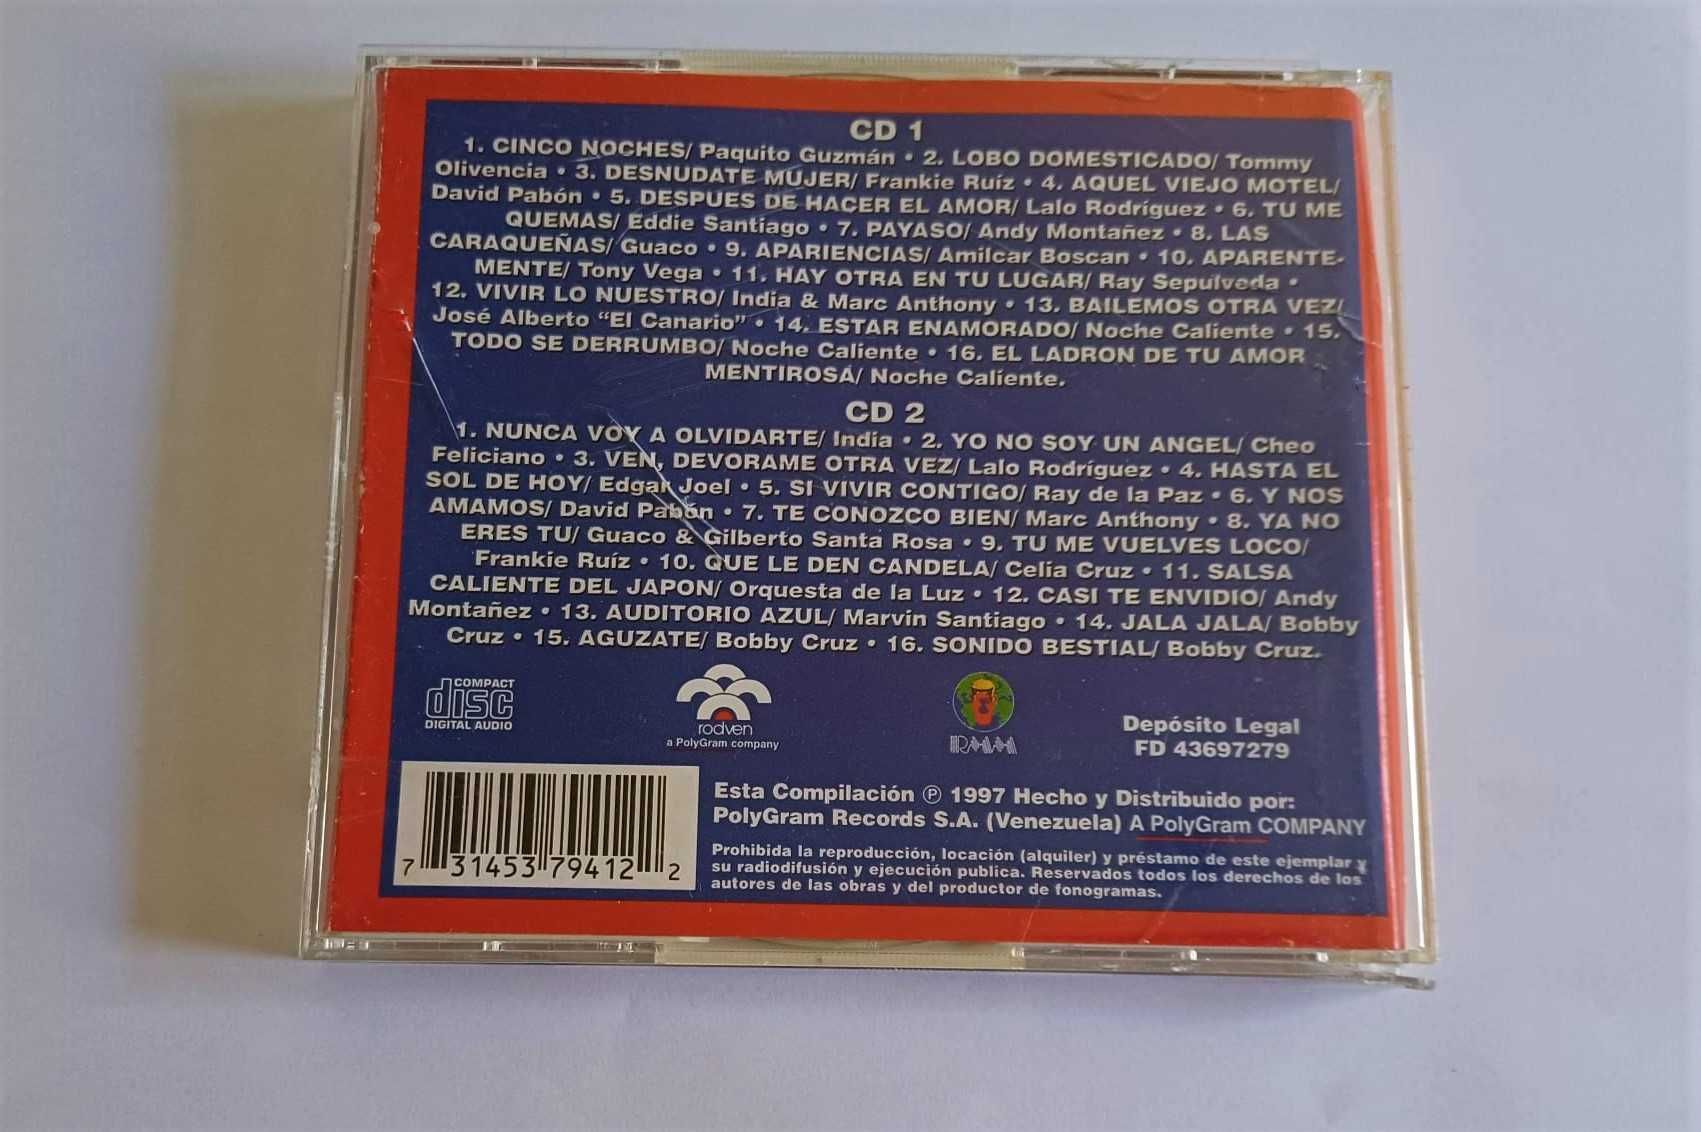 CD 1
1. CINCO NOCHES/ Paquito Guzmán • 2. LOBO DOMESTICADO/ Tommy
Olivencia • 3. DESNUDATE MUJER/ Frankie Ruíz • 4. AQUEL VIEJO MOTEL/
David Pabón • 5. DESPUES DE HACER EL AMOR/ Lalo Rodríguez • 6. TU ME
QUEMAS/ Eddie Santiago • 7. PAYASO/ Andy Montañez • 8. LAS
CARAQUEÑAS/ Guaco • 9. APARIENCIAS/ Amilcar Boscan • 10. APARENTE-
MENTE/ Tony Vega • 11. HAY OTRA EN TU LUGAR/ Ray Sepulveda •
12. VIVIR LO NUESTRO/ India & Marc Anthony • 13. BAILEMOS OTRA VEZ/
José Alberto "El Canario" • 14. ESTAR ENAMORADO/ Noche Caliente • 15.
TODO SE DERRUMBO/ Noche Caliente • 16. EL LADRON DE TU AMOR
MENTIROSA/ Noche Caliente.
CD 2
1. NUNCA VOY A OLVIDARTE/ India • 2. YO NO SOY UN ANGEL/ Cheo
Feliciano • 3. VEN, DEVORAME OTRA VEZ/ Lalo Rodríguez • 4. HASTA EL
SOL DE HOY/ Edgar Joel • 5. SI VIVIR CONTIGO/ Ray de la Paz • 6. Y NOS
AMAMOS/ David Pabón • 7. TE CONOZCO BIEN/ Marc Anthony • 8. YA NO
ERES TU/ Guaco & Gilberto Santa Rosa • 9. TU ME VUELVES LOCO/
Frankie Ruíz • 10. QUE LE DEN CANDELA/ Celia Cruz • 11. SALSA
CALIENTE DEL JAPON/ Orquesta de la Luz • 12. CASI TE ENVIDIO/ Andy
Montañez • 13. AUDITORIO AZUL/ Marvin Santiago • 14. JALA JALA/ Bobby
Cruz • 15. AGUZATE/ Bobby Cruz • 16. SONIDO BESTIAL/ Bobby Cruz.
COMPACT
disc
DIGITAL AUDIO
rodven
a PolyGram company
RMM
Depósito Legal
FD 43697279
7 31453 79412 2
Esta Compilación ℗ 1997 Hecho y Distribuido por:
PolyGram Records S.A. (Venezuela) A PolyGram COMPANY
Prohibida la reproducción, locación (alquiler) y préstamo de este ejemplar y
su radiodifusión y ejecución publica. Reservados todos los derechos de los
autores de las obras y del productor de fonogramas.